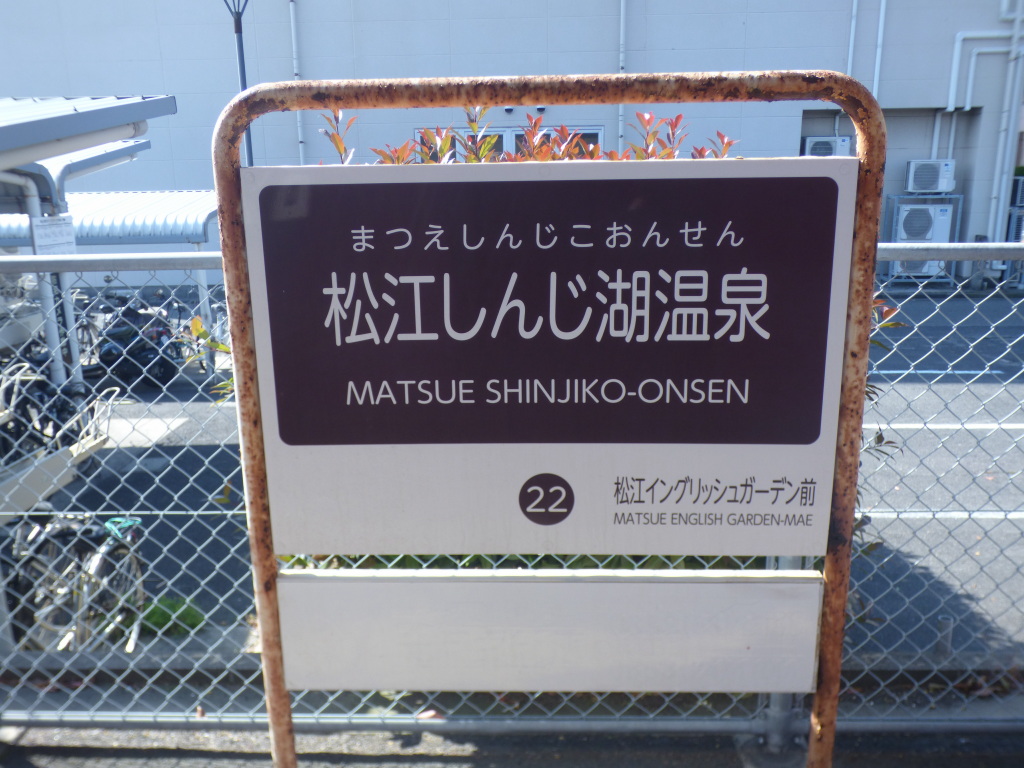 まつえしんじこおんせん
松江しんじ湖温泉
MATSUE SHINJIKO-ONSEN
22
松江イングリッシュガーデン前
MATSUE ENGLISH GARDEN-MAE